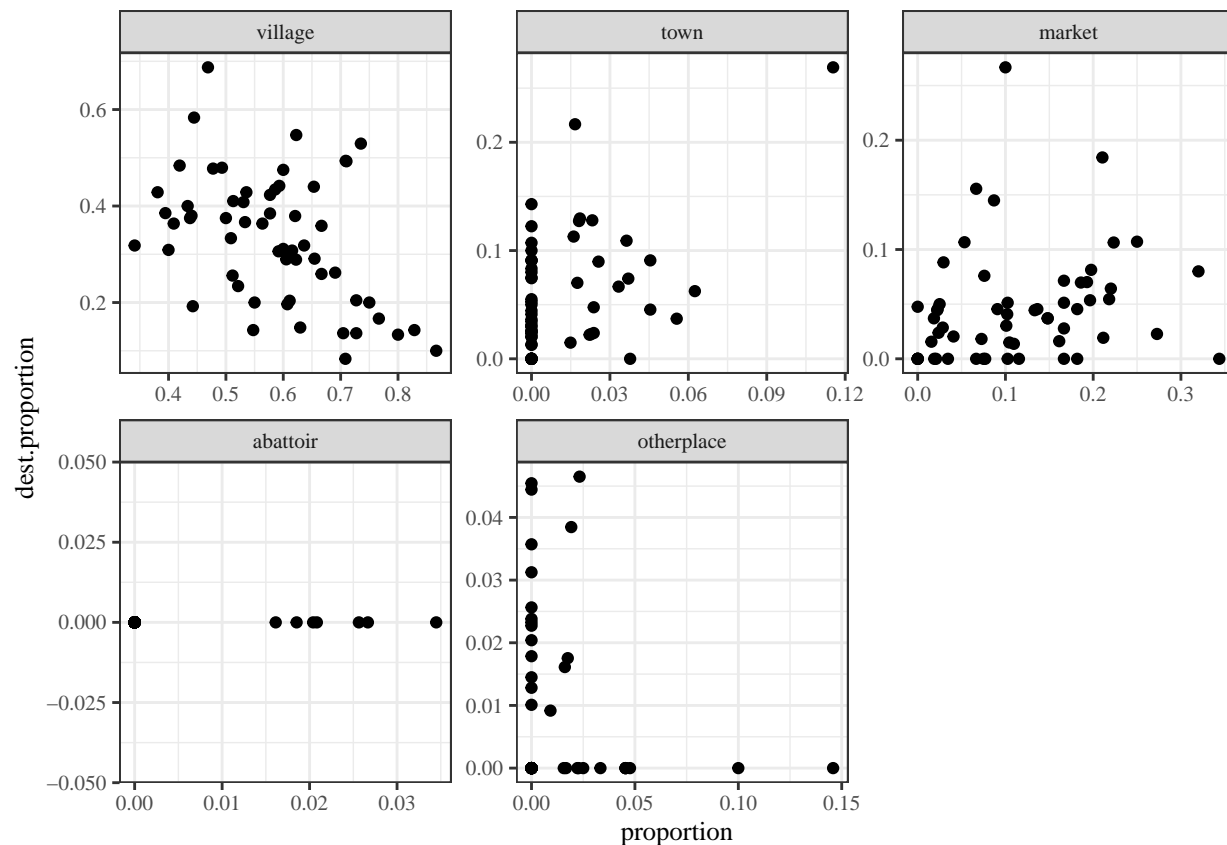 village
town
market
0.6
0.4
0.2
0.4 0.5 0.6 0.7 0.8
0.2
0.1
0.0
0.00 0.03 0.06 0.09 0.12
0.2
0.1
0.0
0.0 0.1 0.2 0.3
dest.proportion
abattoir
otherplace
0.050
0.025
0.000
−0.025
−0.050
0.00 0.01 0.02 0.03
0.04
0.03
0.02
0.01
0.00
0.00 0.05 0.10 0.15
proportion